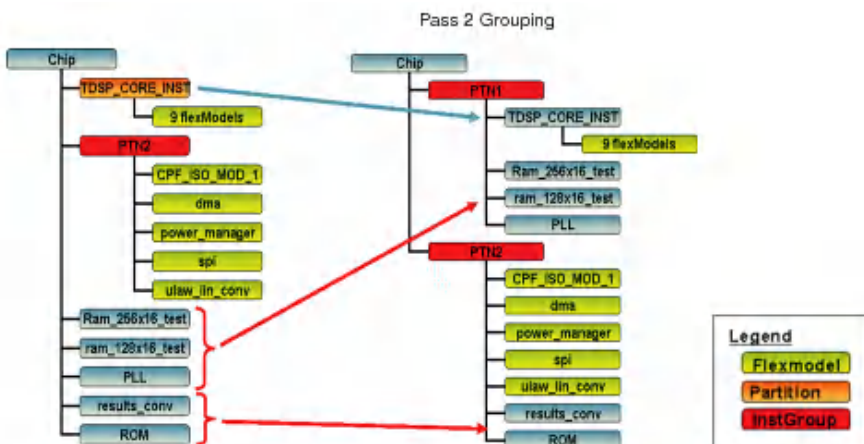 Pass 2 Grouping
Chip
TDSP_CORE_INST
9 flexModels
PTN2
CPF_ISO_MOD_1
dma
power_manager
spi
ulaw_lin_conv
Ram_256x16_test
ram_128x16_test
PLL
results_conv
ROM
Chip
PTN1
TDSP_CORE_INST
9 flexModels
Ram_256x16_test
ram_128x16_test
PLL
PTN2
CPF_ISO_MOD_1
dma
power_manager
spi
ulaw_lin_conv
results_conv
ROM
Legend
Flexmodel
Partition
InstGroup